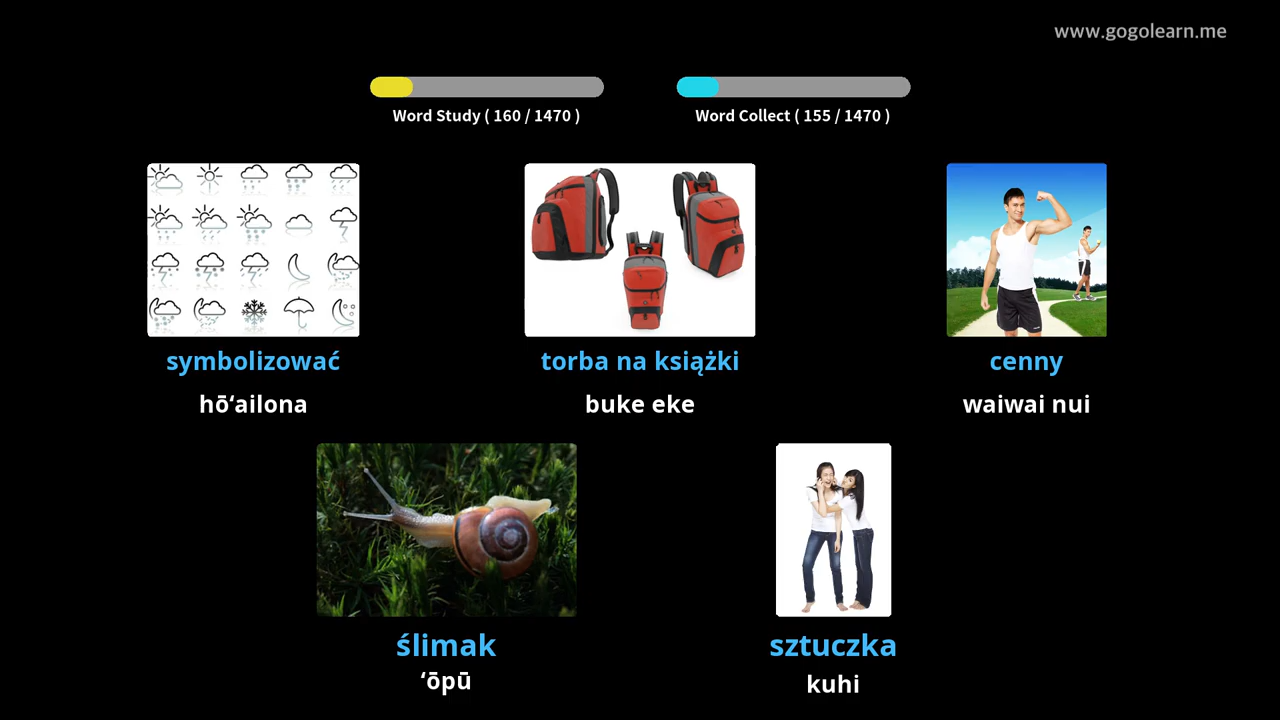 www.gogolearn.me
Word Study ( 160 / 1470 )
Word Collect ( 155 / 1470 )
symbolizować
torba na książki
cenny
hōʻailona
buke eke
waiwai nui
ślimak
sztuczka
ʻōpū
kuhi